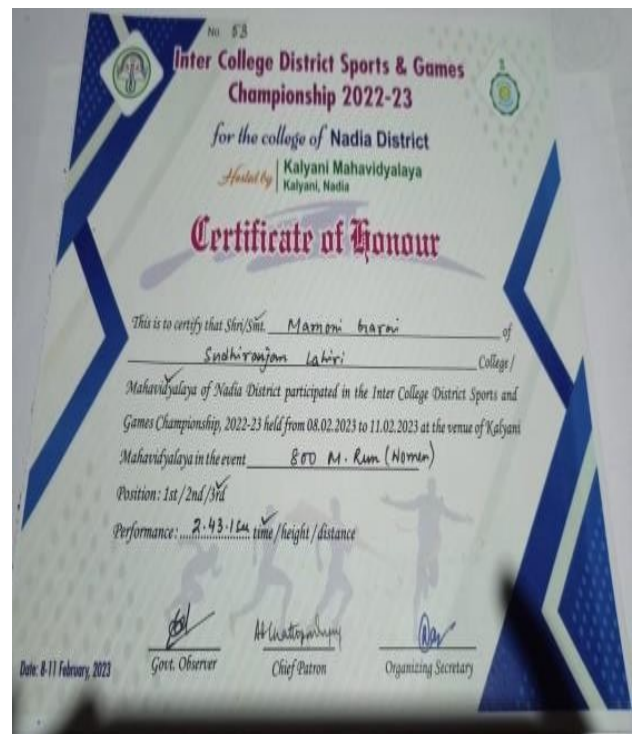 No. 53
Inter College District Sports & Games
Championship 2022-23
for the college of Nadia District
Hosted by Kalyani Mahavidyalaya
Kalyani, Nadia
Certificate of Honour
This is to certify that Shri/Smt. Mamoni of
Sudhiranjan Lahiri College/
Mahavidyalaya of Nadia District participated in the Inter College District Sports and
Games Championship, 2022-23 held from 08.02.2023 to 11.02.2023 at the venue of Kalyani
Mahavidyalaya in the event 800 M. Run (Women)
Position: 1st/2nd/3rd
Performance: 2.43.1 time/height/distance
Govt. Observer
Chief Patron
Organizing Secretary
Date: 8-11 February, 2023